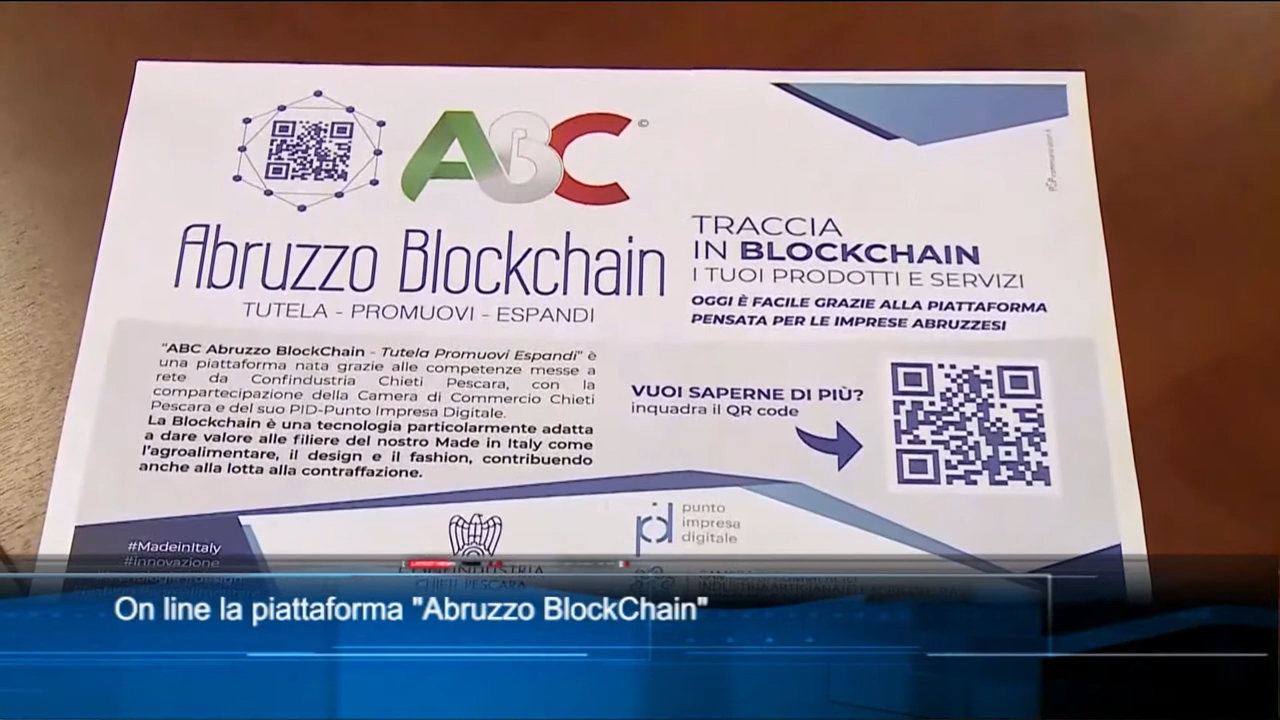 ABC
©
Abruzzo Blockchain
TUTELA - PROMUOVI - ESPANDI
TRACCIA
IN BLOCKCHAIN
I TUOI PRODOTTI E SERVIZI
OGGI È FACILE GRAZIE ALLA PIATTAFORMA
PENSATA PER LE IMPRESE ABRUZZESI
"ABC Abruzzo BlockChain - Tutela Promuovi Espandi" è
una piattaforma nata grazie alle competenze messe a
rete da Confindustria Chieti Pescara, con la
compartecipazione della Camera di Commercio Chieti
Pescara e del suo PID-Punto Impresa Digitale.
La Blockchain è una tecnologia particolarmente adatta
a dare valore alle filiere del nostro Made in Italy come
l'agroalimentare, il design e il fashion, contribuendo
anche alla lotta alla contraffazione.
VUOI SAPERNE DI PIÙ?
inquadra il QR code
#MadeinItaly
#innovazione
pid
punto
impresa
digitale
CONFINDUSTRIA
CHIETI PESCARA
LATEST NEWS
On line la piattaforma "Abruzzo BlockChain"